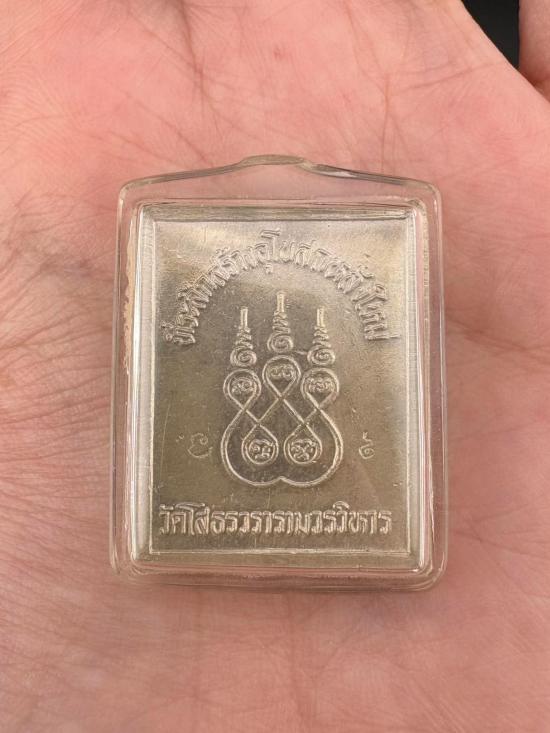 ที่ระลึกสร้างอุโบสถหลังใหม่
วัดโสธรวรารามวรวิหาร